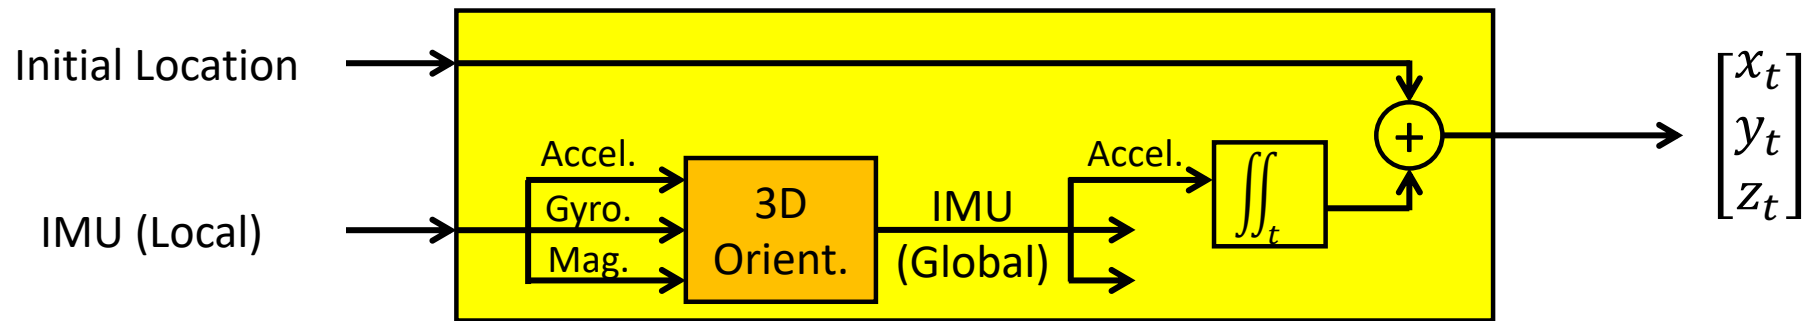 Initial Location
IMU (Local)
Accel.
Gyro.
Mag.
3D
Orient.
IMU
(Global)
Accel.
∬t
+
xt
yt
zt